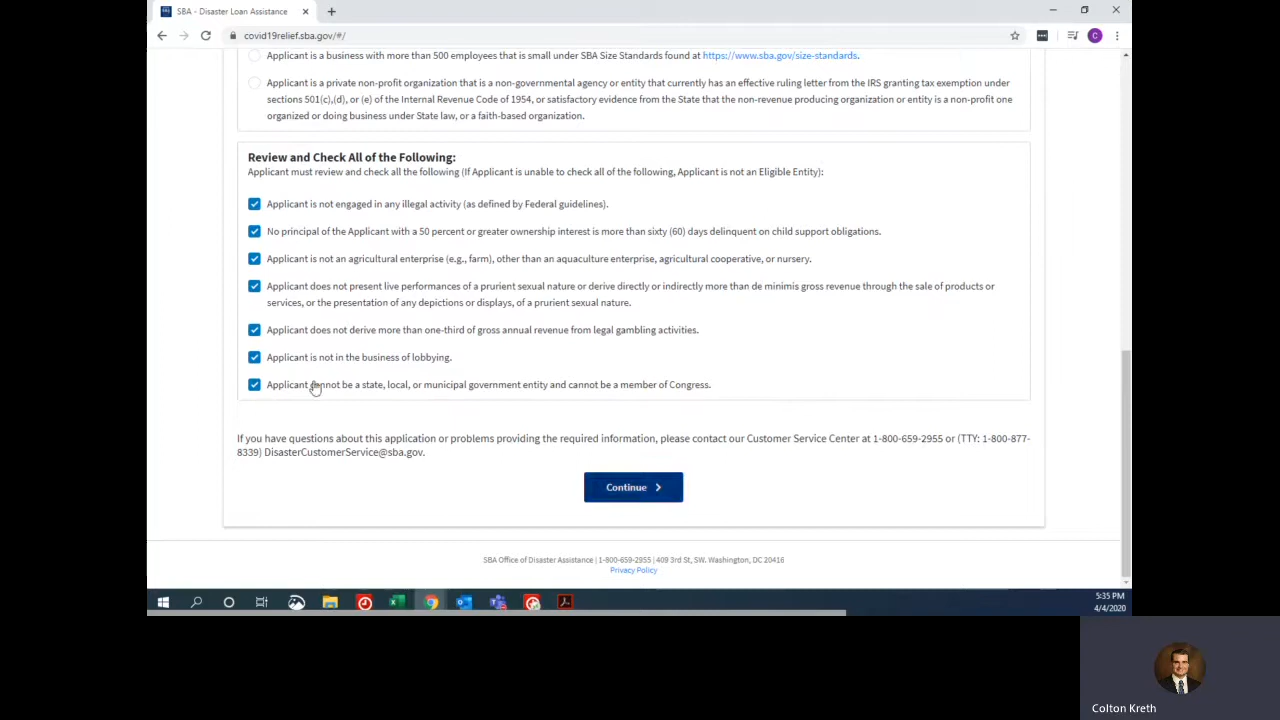 SBA - Disaster Loan Assistance
covid19relief.sba.gov/#/
C
Applicant is a business with more than 500 employees that is small under SBA Size Standards found at https://www.sba.gov/size-standards.
Applicant is a private non-profit organization that is a non-governmental agency or entity that currently has an effective ruling letter from the IRS granting tax exemption under
sections 501(c),(d), or (e) of the Internal Revenue Code of 1954, or satisfactory evidence from the State that the non-revenue producing organization or entity is a non-profit one
organized or doing business under State law, or a faith-based organization.
Review and Check All of the Following:
Applicant must review and check all the following (If Applicant is unable to check all of the following, Applicant is not an Eligible Entity):
Applicant is not engaged in any illegal activity (as defined by Federal guidelines).
No principal of the Applicant with a 50 percent or greater ownership interest is more than sixty (60) days delinquent on child support obligations.
Applicant is not an agricultural enterprise (e.g., farm), other than an aquaculture enterprise, agricultural cooperative, or nursery.
Applicant does not present live performances of a prurient sexual nature or derive directly or indirectly more than de minimis gross revenue through the sale of products or
services, or the presentation of any depictions or displays, of a prurient sexual nature.
Applicant does not derive more than one-third of gross annual revenue from legal gambling activities.
Applicant is not in the business of lobbying.
Applicant cannot be a state, local, or municipal government entity and cannot be a member of Congress.
If you have questions about this application or problems providing the required information, please contact our Customer Service Center at 1-800-659-2955 or (TTY: 1-800-877-
8339) DisasterCustomerService@sba.gov.
Continue
SBA Office of Disaster Assistance | 1-800-659-2955 | 409 3rd St, SW. Washington, DC 20416
Privacy Policy
5:35 PM
4/4/2020
Colton Kreth